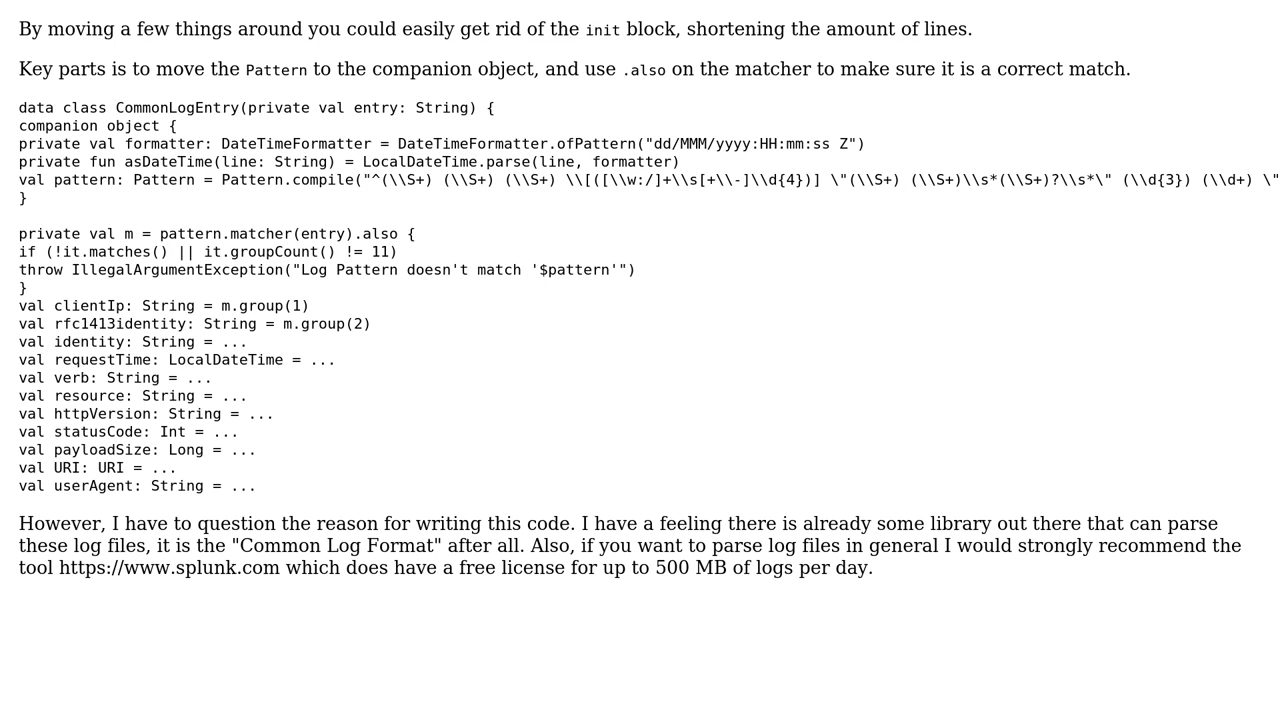 By moving a few things around you could easily get rid of the init block, shortening the amount of lines.
Key parts is to move the Pattern to the companion object, and use .also on the matcher to make sure it is a correct match.
data class CommonLogEntry(private val entry: String) {
companion object {
private val formatter: DateTimeFormatter = DateTimeFormatter.ofPattern("dd/MMM/yyyy:HH:mm:ss Z")
private fun asDateTime(line: String) = LocalDateTime.parse(line, formatter)
val pattern: Pattern = Pattern.compile("^(\\S+) (\\S+) (\\S+) \\[([\\w:/]+\\s[+\\-]\\d{4})] \"(\\S+) (\\S+)\\s*(\\S+)?\\s*\" (\\d{3}) (\\d+) \"
}
private val m = pattern.matcher(entry).also {
if (!it.matches() || it.groupCount() != 11)
throw IllegalArgumentException("Log Pattern doesn't match '$pattern'")
}
val clientIp: String = m.group(1)
val rfc1413identity: String = m.group(2)
val identity: String = ...
val requestTime: LocalDateTime = ...
val verb: String = ...
val resource: String = ...
val httpVersion: String = ...
val statusCode: Int = ...
val payloadSize: Long = ...
val URI: URI = ...
val userAgent: String = ...
However, I have to question the reason for writing this code. I have a feeling there is already some library out there that can parse
these log files, it is the "Common Log Format" after all. Also, if you want to parse log files in general I would strongly recommend the
tool https://www.splunk.com which does have a free license for up to 500 MB of logs per day.